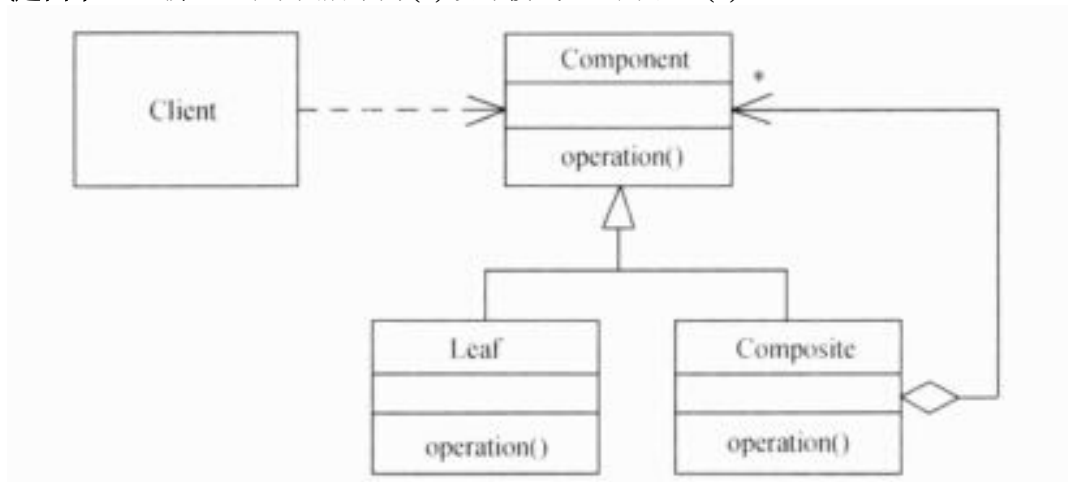 Component
*
Client
operation()
Leaf
Composite
operation()
operation()